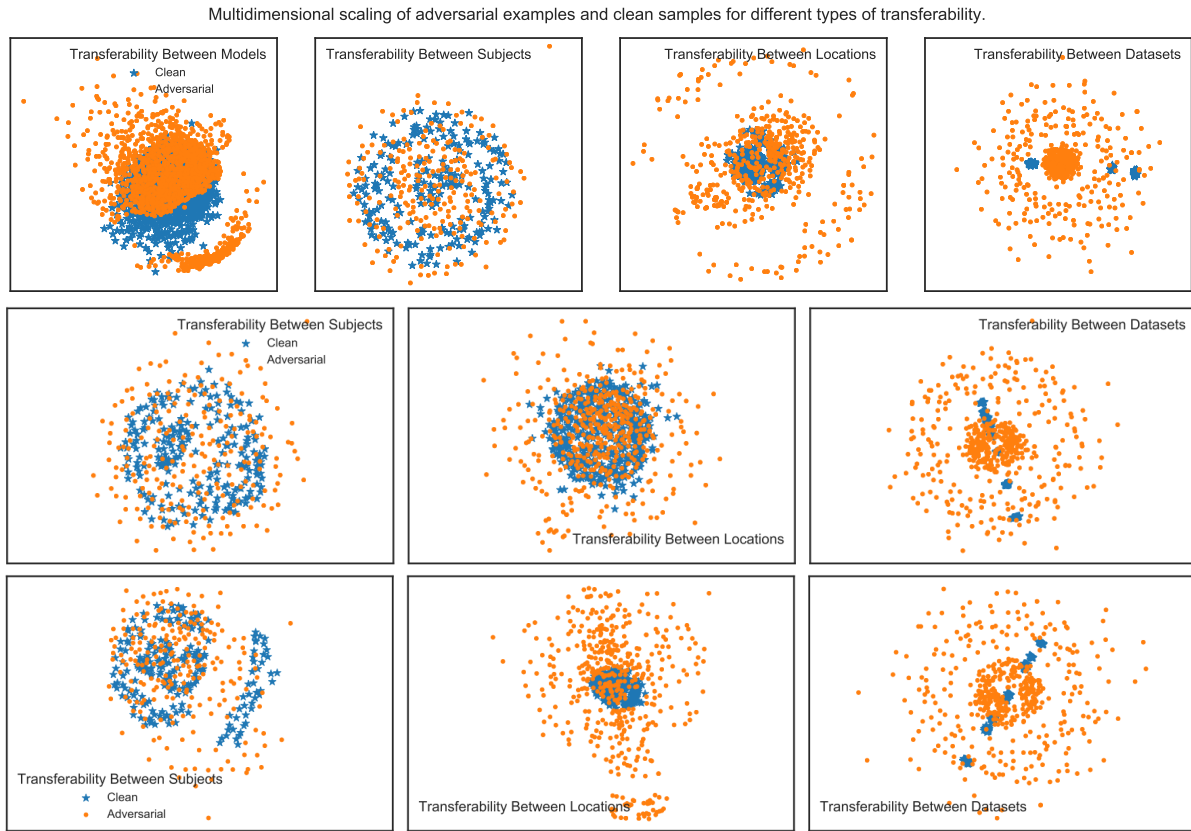 Multidimensional scaling of adversarial examples and clean samples for different types of transferability.
Transferability Between Models
Clean
Adversarial
Transferability Between Subjects
Transferability Between Locations
Transferability Between Datasets
Transferability Between Subjects
Clean
Adversarial
Transferability Between Locations
Transferability Between Datasets
Transferability Between Subjects
Clean
Adversarial
Transferability Between Locations
Transferability Between Datasets